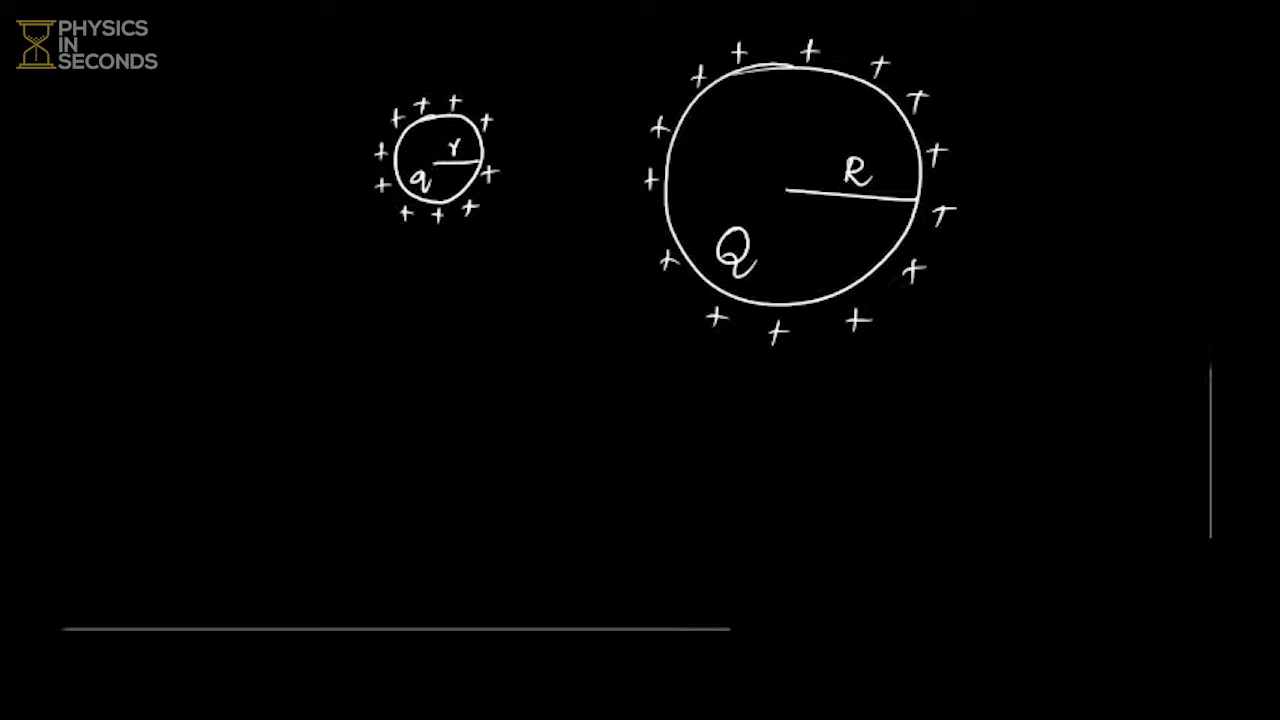 PHYSICS
IN
SECONDS
+ + + + + + + + + + + +
r
q
+ + + + + + + + + + + + + + + +
R
Q